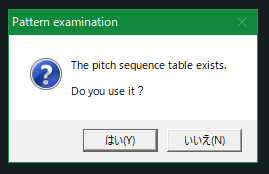 Pattern examination
The pitch sequence table exists.
Do you use it？
はい(Y)
いいえ(N)